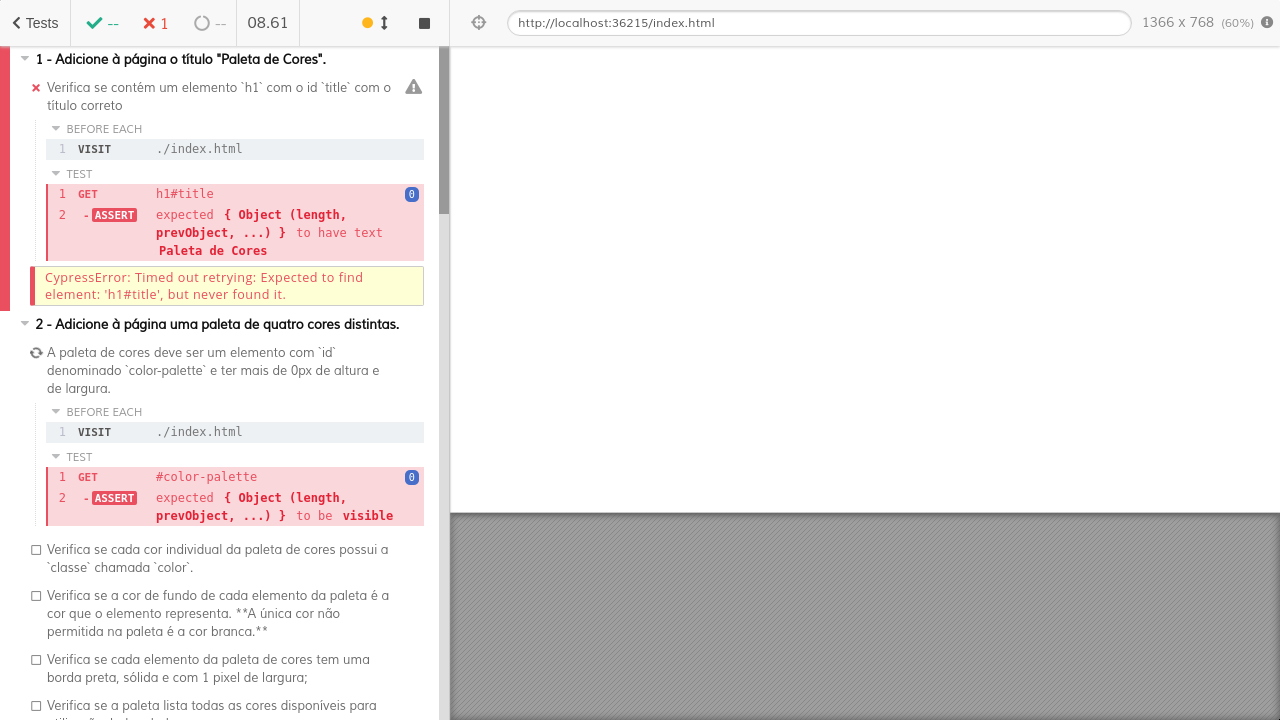 Tests -- 1 -- 08.61 http://localhost:36215/index.html 1366 x 768 (60%)
1 - Adicione à página o título "Paleta de Cores".
Verifica se contém um elemento `h1` com o id `title` com o
título correto
BEFORE EACH
1 VISIT ./index.html
TEST
1 GET h1#title 0
2 -ASSERT expected { Object (length,
prevObject, ...) } to have text
Paleta de Cores
CypressError: Timed out retrying: Expected to find
element: 'h1#title', but never found it.
2 - Adicione à página uma paleta de quatro cores distintas.
A paleta de cores deve ser um elemento com `id`
denominado `color-palette` e ter mais de 0px de altura e
de largura.
BEFORE EACH
1 VISIT ./index.html
TEST
1 GET #color-palette 0
2 -ASSERT expected { Object (length,
prevObject, ...) } to be visible
Verifica se cada cor individual da paleta de cores possui a
`classe` chamada `color`.
Verifica se a cor de fundo de cada elemento da paleta é a
cor que o elemento representa. **A única cor não
permitida na paleta é a cor branca.**
Verifica se cada elemento da paleta de cores tem uma
borda preta, sólida e com 1 pixel de largura;
Verifica se a paleta lista todas as cores disponíveis para